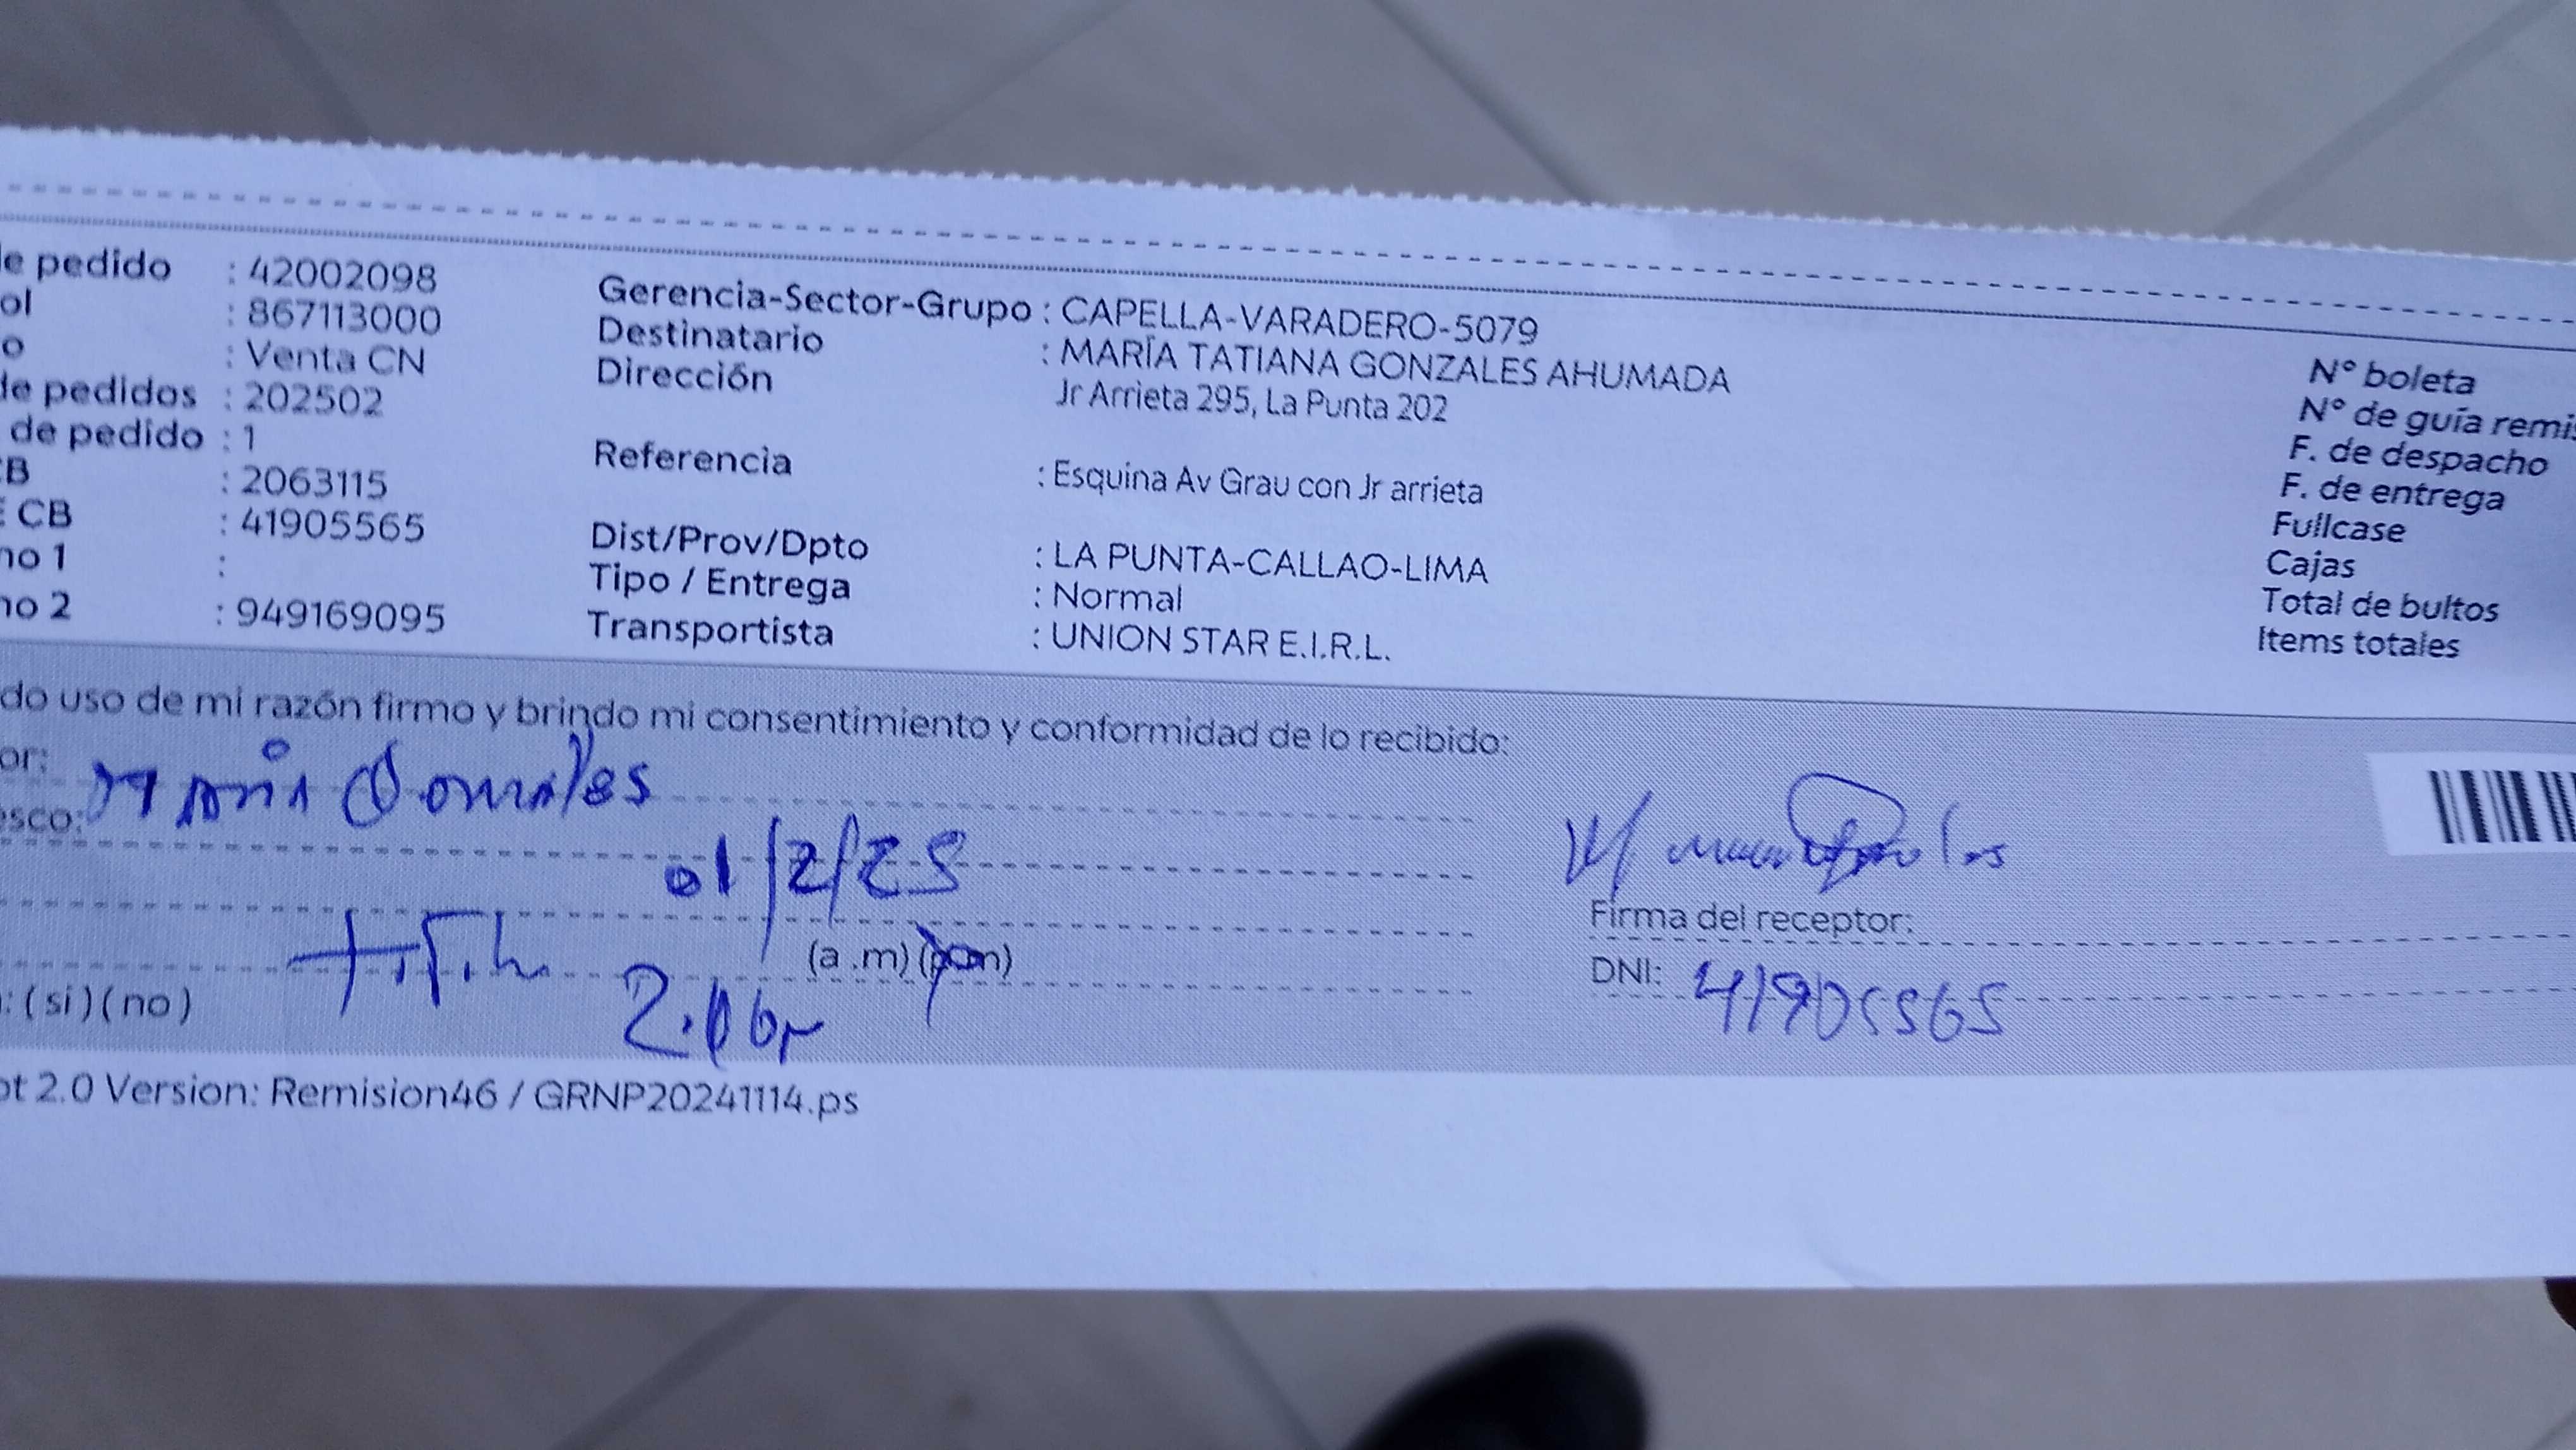 de pedido : 42002098
ol : 867113000
o : Venta CN
de pedidos : 202502
de pedido : 1
CB : 2063115
E CB : 41905565
no 1 :
no 2 : 949169095
Gerencia-Sector-Grupo : CAPELLA-VARADERO-5079
Destinatario : MARÍA TATIANA GONZALES AHUMADA
Dirección Jr Arrieta 295, La Punta 202
Referencia : Esquina Av Grau con Jr arrieta
Dist/Prov/Dpto : LA PUNTA-CALLAO-LIMA
Tipo / Entrega : Normal
Transportista : UNION STAR E.I.R.L.
N° boleta
N° de guía remis
F. de despacho
F. de entrega
Fullcase
Cajas
Total de bultos
Items totales
do uso de mi razón firmo y brindo mi consentimiento y conformidad de lo recibido:
or: Maria Gonzales
esco:
01/2/25
(a .m) (p.m)
: (si) (no)
Firma del receptor:
DNI: 41905565
ot 2.0 Version: Remision46 / GRNP20241114.ps